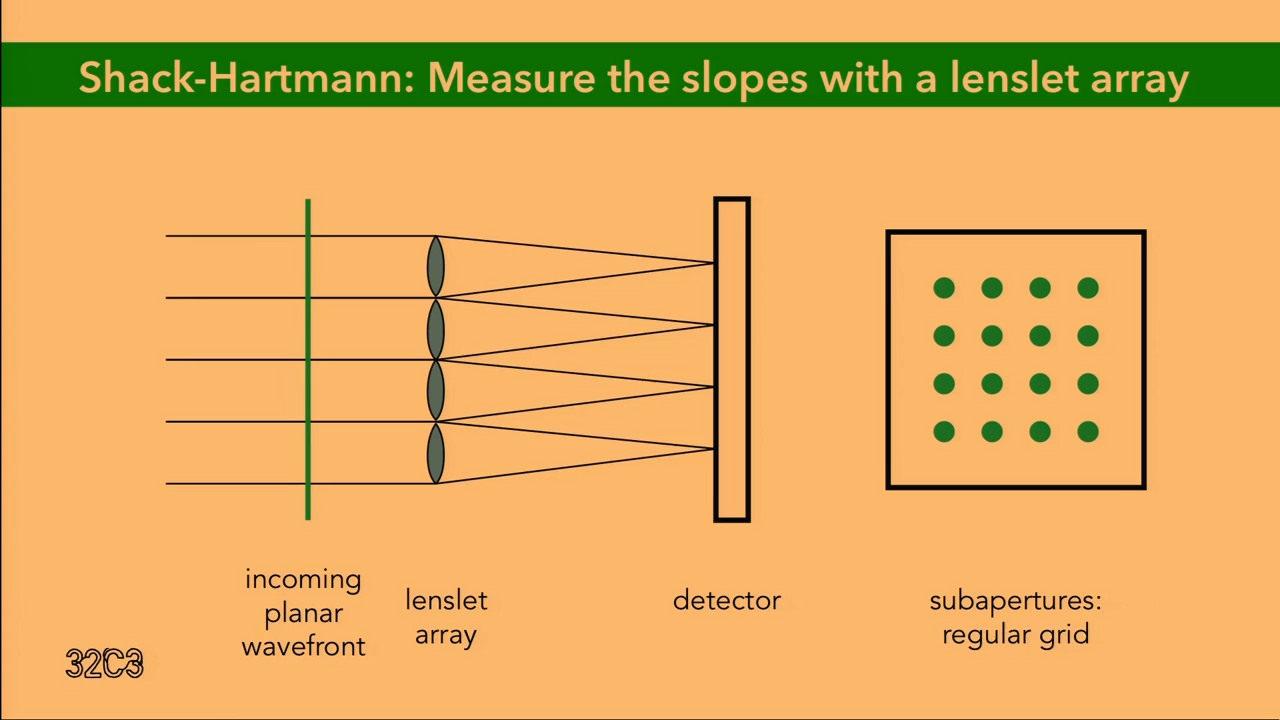 Shack-Hartmann: Measure the slopes with a lenslet array
incoming
planar
wavefront
lenslet
array
detector
subapertures:
regular grid
32C3